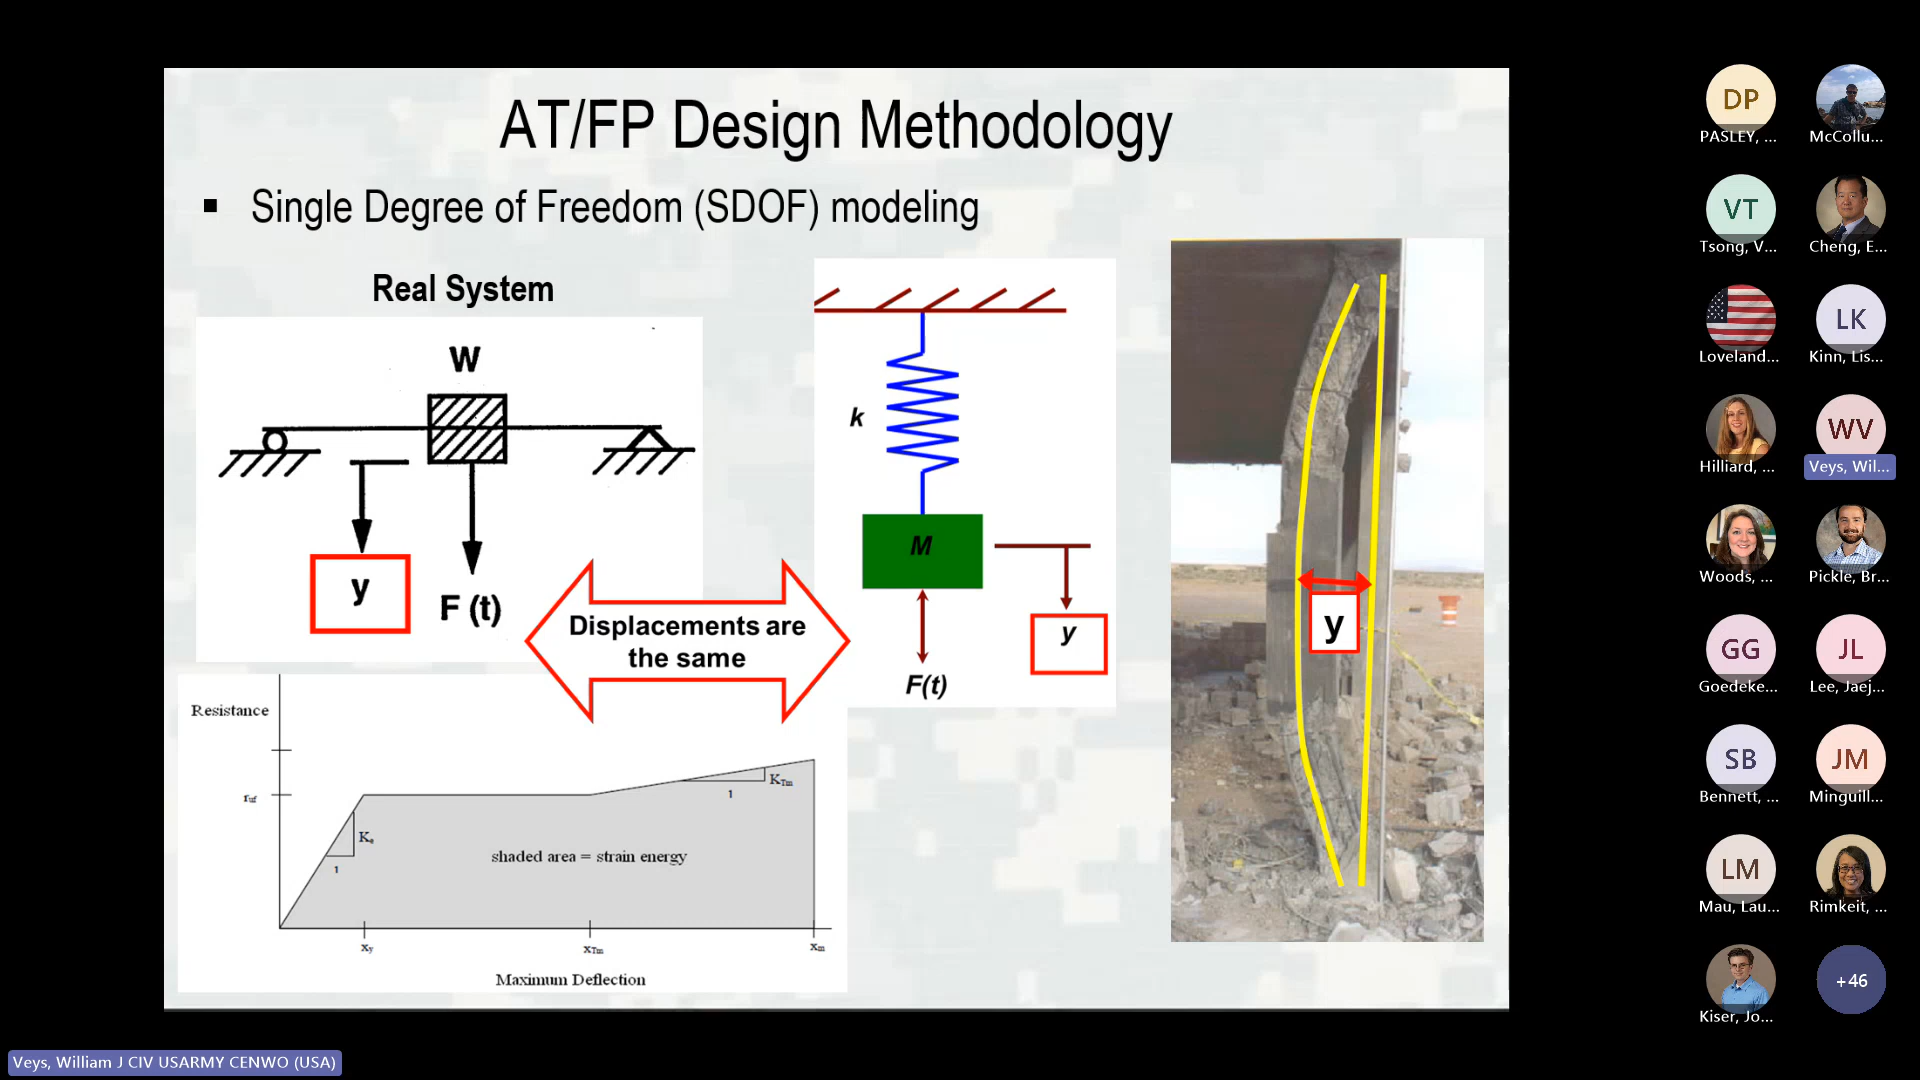 AT/FP Design Methodology
▪ Single Degree of Freedom (SDOF) modeling
Real System
W
y
F (t)
Displacements are
the same
k
M
y
F(t)
y
Resistance
r_uf
K_e
1
K_Tm
1
shaded area = strain energy
x_y
x_Tm
x_m
Maximum Deflection
DP
PASLEY, ...
McCollu...
VT
Tsong, V...
Cheng, E...
Loveland...
LK
Kinn, Lis...
Hilliard, ...
WV
Veys, Wil...
Woods, ...
Pickle, Br...
GG
Goedeke...
JL
Lee, Jaej...
SB
Bennett, ...
JM
Minguill...
LM
Mau, Lau...
Rimkeit, ...
Kiser, Jo...
+46
Veys, William J CIV USARMY CENWO (USA)